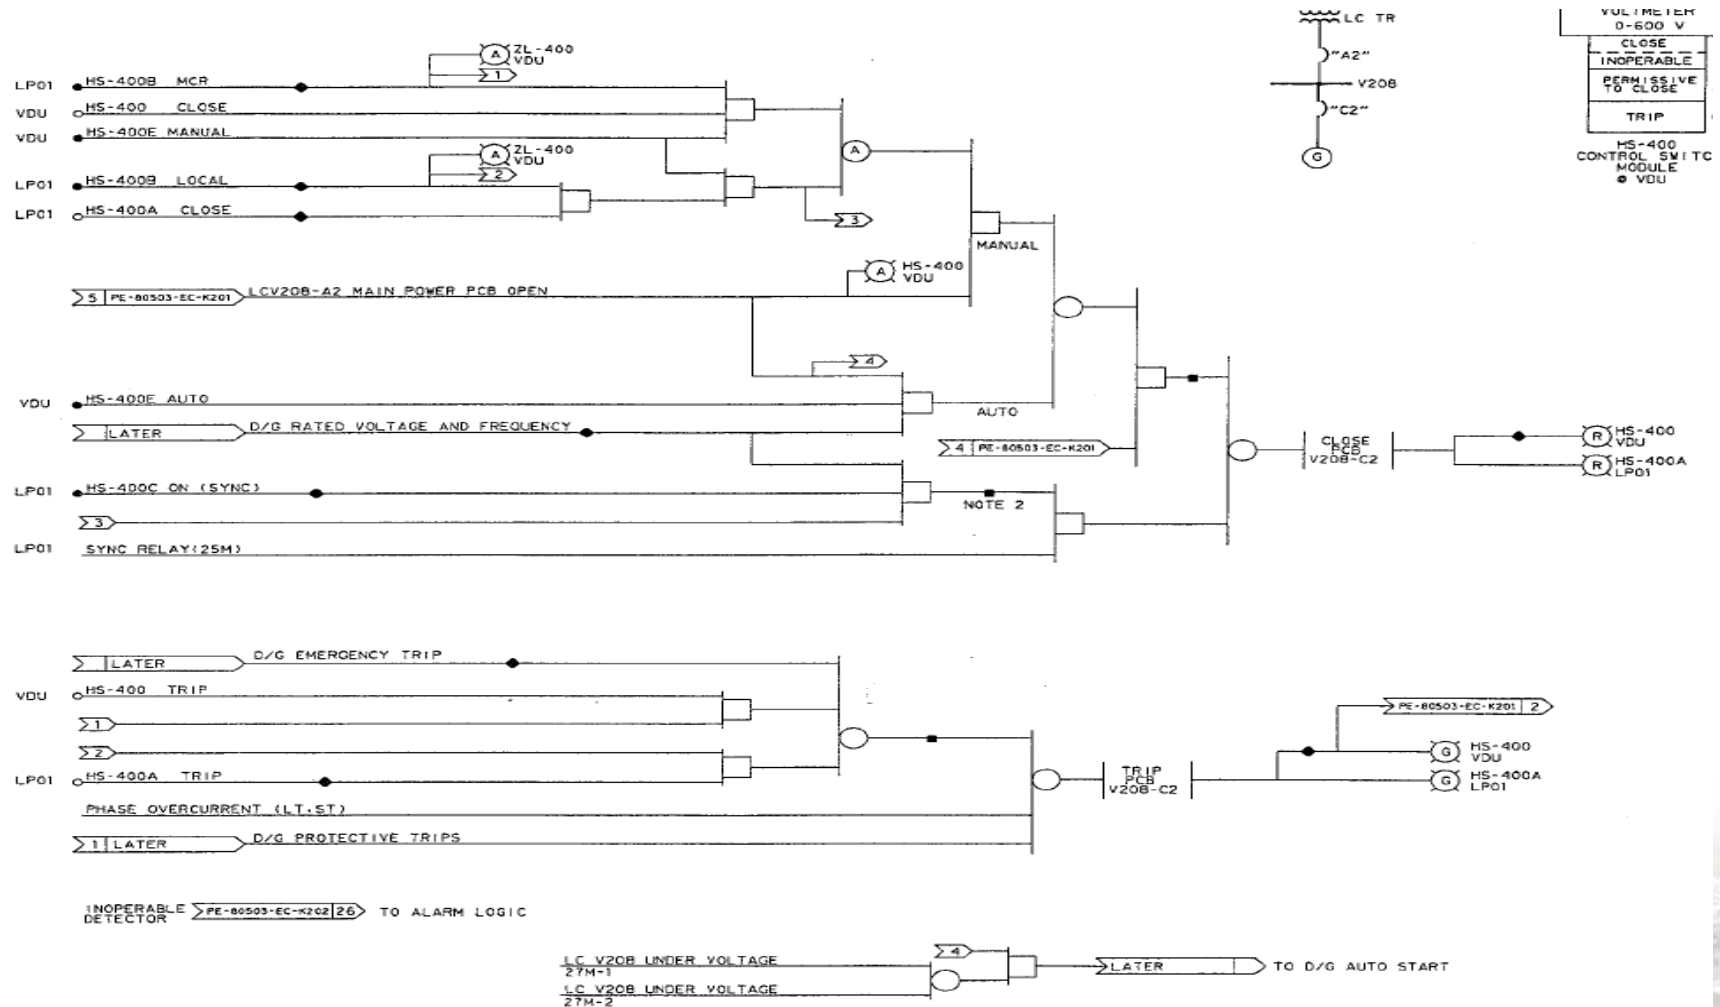 LC TR
VOLTMETER
0-600 V
"A2"
CLOSE
INOPERABLE
PERMISSIVE
TO CLOSE
TRIP
V208
"C2"
G
HS-400
CONTROL SWITC
MODULE
@ VDU
A ZL-400
VDU
1
LP01 HS-400B MCR
VDU HS-400 CLOSE
VDU HS-400E MANUAL
A ZL-400
VDU
2
A
LP01 HS-400B LOCAL
LP01 HS-400A CLOSE
3
MANUAL
A HS-400
VDU
5 PE-80503-EC-K201 LCV208-A2 MAIN POWER PCB OPEN
4
VDU HS-400E AUTO
AUTO
LATER D/G RATED VOLTAGE AND FREQUENCY
4 PE-80503-EC-K201
CLOSE
PCB
V208-C2
R HS-400
VDU
R HS-400A
LP01
LP01 HS-400C ON (SYNC)
NOTE 2
3
LP01 SYNC RELAY(25M)
LATER D/G EMERGENCY TRIP
VDU HS-400 TRIP
1
2
LP01 HS-400A TRIP
PHASE OVERCURRENT (LT.ST)
1 LATER D/G PROTECTIVE TRIPS
TRIP
PCB
V208-C2
PE-80503-EC-K201 2
G HS-400
VDU
G HS-400A
LP01
INOPERABLE
DETECTOR
PE-80503-EC-K202 26 TO ALARM LOGIC
4
LC V208 UNDER VOLTAGE
27M-1
LC V208 UNDER VOLTAGE
27M-2
LATER TO D/G AUTO START